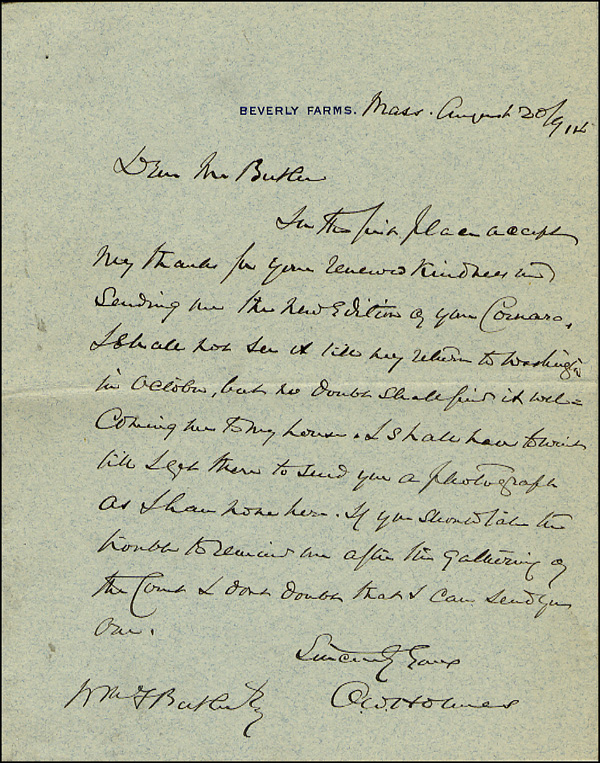 BEVERLY FARMS. Mass. August 20/914
Dear Mr Butler
In the first place accept
my thanks for your renewed kindness and
sending me the new edition of your Cornaro.
I shall not see it till my return to Washington
in October, but no doubt shall find it wel=
coming me to my house. I shall have to wait
till I get there to send you a photograph
as I have none here. If you should take the
trouble to remind me after the gathering of
the Court I dont doubt that I can send you
one.
Sincerely Yours
O.W. Holmes
Wm F Butler Esq